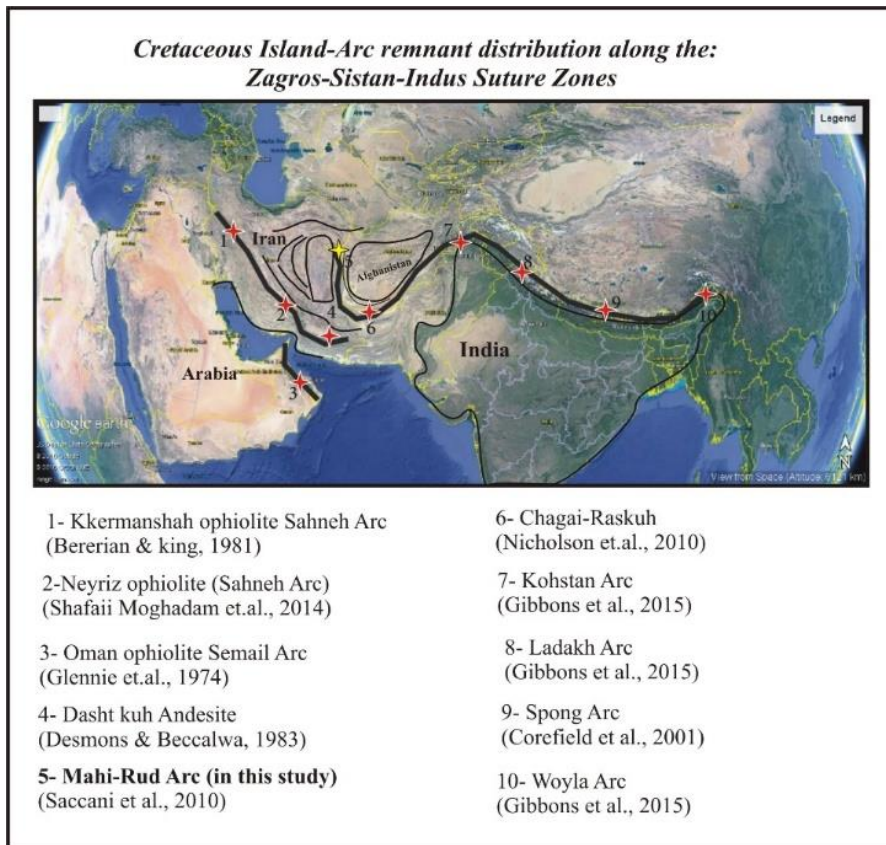 Cretaceous Island-Arc remnant distribution along the:
Zagros-Sistan-Indus Suture Zones
Legend
1
Iran
5
7
Afghanistan
8
2
4
6
9
10
India
Arabia
3
Google earth
N
View from Space (Altitude,
1- Kkermanshah ophiolite Sahneh Arc
(Bererian & king, 1981)
2-Neyriz ophiolite (Sahneh Arc)
(Shafaii Moghadam et.al., 2014)
3- Oman ophiolite Semail Arc
(Glennie et.al., 1974)
4- Dasht kuh Andesite
(Desmons & Beccalwa, 1983)
5- Mahi-Rud Arc (in this study)
(Saccani et al., 2010)
6- Chagai-Raskuh
(Nicholson et.al., 2010)
7- Kohstan Arc
(Gibbons et al., 2015)
8- Ladakh Arc
(Gibbons et al., 2015)
9- Spong Arc
(Corefield et al., 2001)
10- Woyla Arc
(Gibbons et al., 2015)